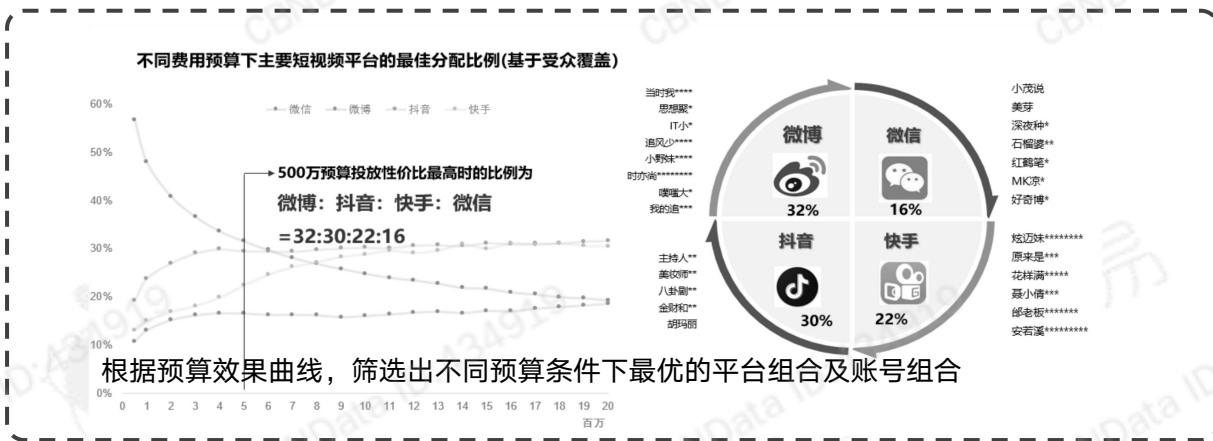 不同费用预算下主要短视频平台的最佳分配比例(基于受众覆盖)
60%
50%
40%
30%
20%
10%
0%
微信 微博 抖音 快手
500万预算投放性价比最高时的比例为
微博：抖音：快手：微信
=32:30:22:16
0 1 2 3 4 5 6 7 8 9 10 11 12 13 14 15 16 17 18 19 20
百万
当时我****
思想聚*
IT小*
追风少****
小野妹****
时亦尚********
噗嗤大*
我的追***
微博
32%
微信
16%
小茂说
美芽
深夜种*
石榴婆**
红鹤笔*
MK凉*
好奇博*
主持人**
美妆师**
八卦剧**
金财和**
胡玛丽
抖音
30%
快手
22%
炫迈妹********
原来是***
花样满*****
聂小倩***
邰老板*******
安若溪*********
根据预算效果曲线，筛选出不同预算条件下最优的平台组合及账号组合
CBNData ID:434919